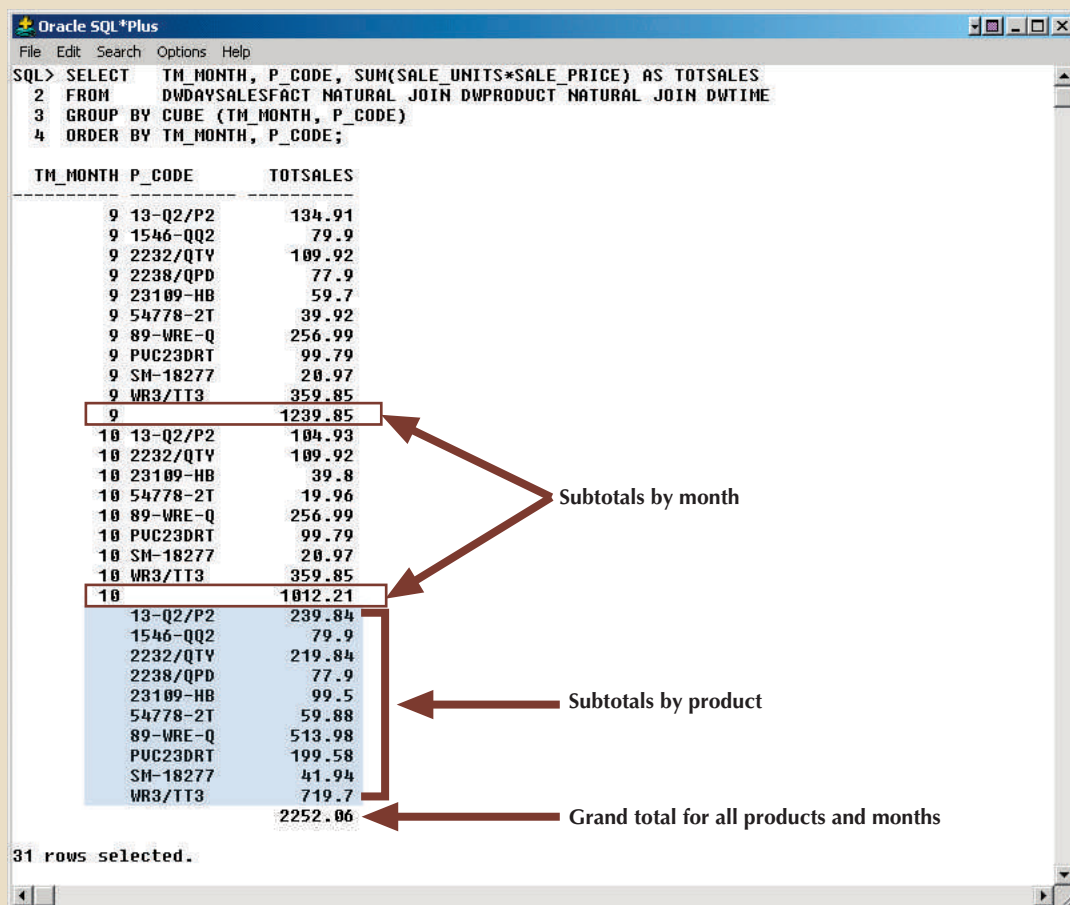 Oracle SQL*Plus
File Edit Search Options Help
SQL> SELECT TM_MONTH, P_CODE, SUM(SALE_UNITS*SALE_PRICE) AS TOTSALES
2 FROM DWDAYSALESFACT NATURAL JOIN DWPRODUCT NATURAL JOIN DWTIME
3 GROUP BY CUBE (TM_MONTH, P_CODE)
4 ORDER BY TM_MONTH, P_CODE;
TM_MONTH P_CODE TOTSALES
---------- ---------- ----------
9 13-Q2/P2 134.91
9 1546-QQ2 79.9
9 2232/QTY 109.92
9 2238/QPD 77.9
9 23109-HB 59.7
9 54778-2T 39.92
9 89-WRE-Q 256.99
9 PVC23DRT 99.79
9 SM-18277 20.97
9 WR3/TT3 359.85
9 1239.85
10 13-Q2/P2 104.93
10 2232/QTY 109.92
10 23109-HB 39.8
10 54778-2T 19.96
10 89-WRE-Q 256.99
10 PVC23DRT 99.79
10 SM-18277 20.97
10 WR3/TT3 359.85
10 1012.21
Subtotals by month
13-Q2/P2 239.84
1546-QQ2 79.9
2232/QTY 219.84
2238/QPD 77.9
23109-HB 99.5
54778-2T 59.88
89-WRE-Q 513.98
PVC23DRT 199.58
SM-18277 41.94
WR3/TT3 719.7
Subtotals by product
2252.06
Grand total for all products and months
31 rows selected.